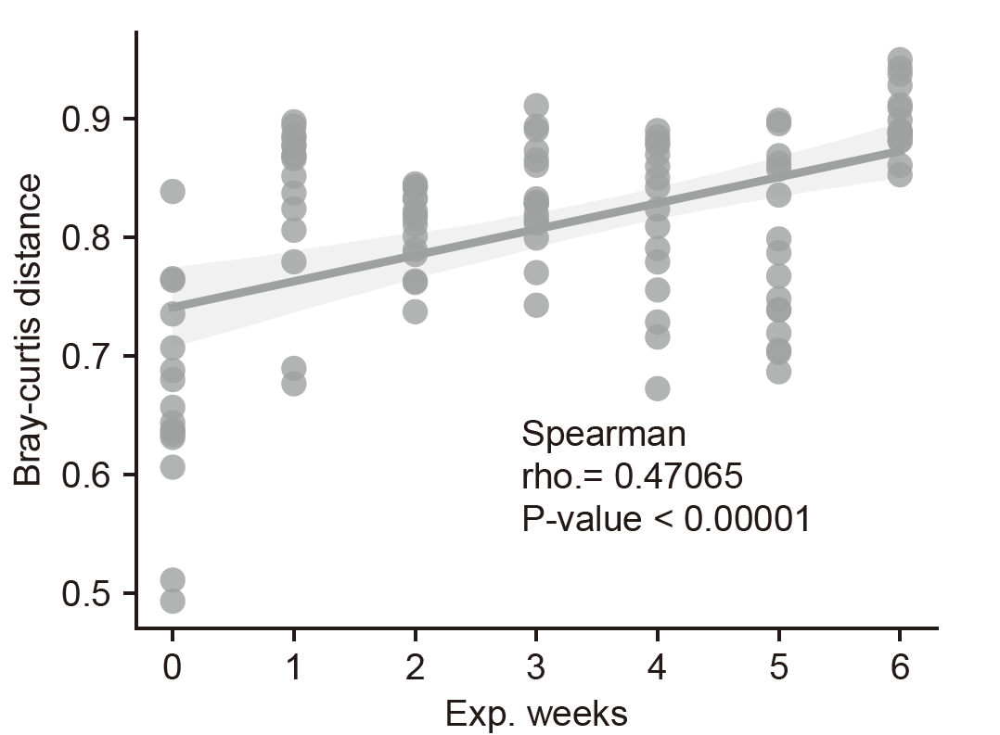 0.9
0.8
0.7
0.6
0.5
Bray-curtis distance
Spearman
rho.= 0.47065
P-value < 0.00001
0 1 2 3 4 5 6
Exp. weeks